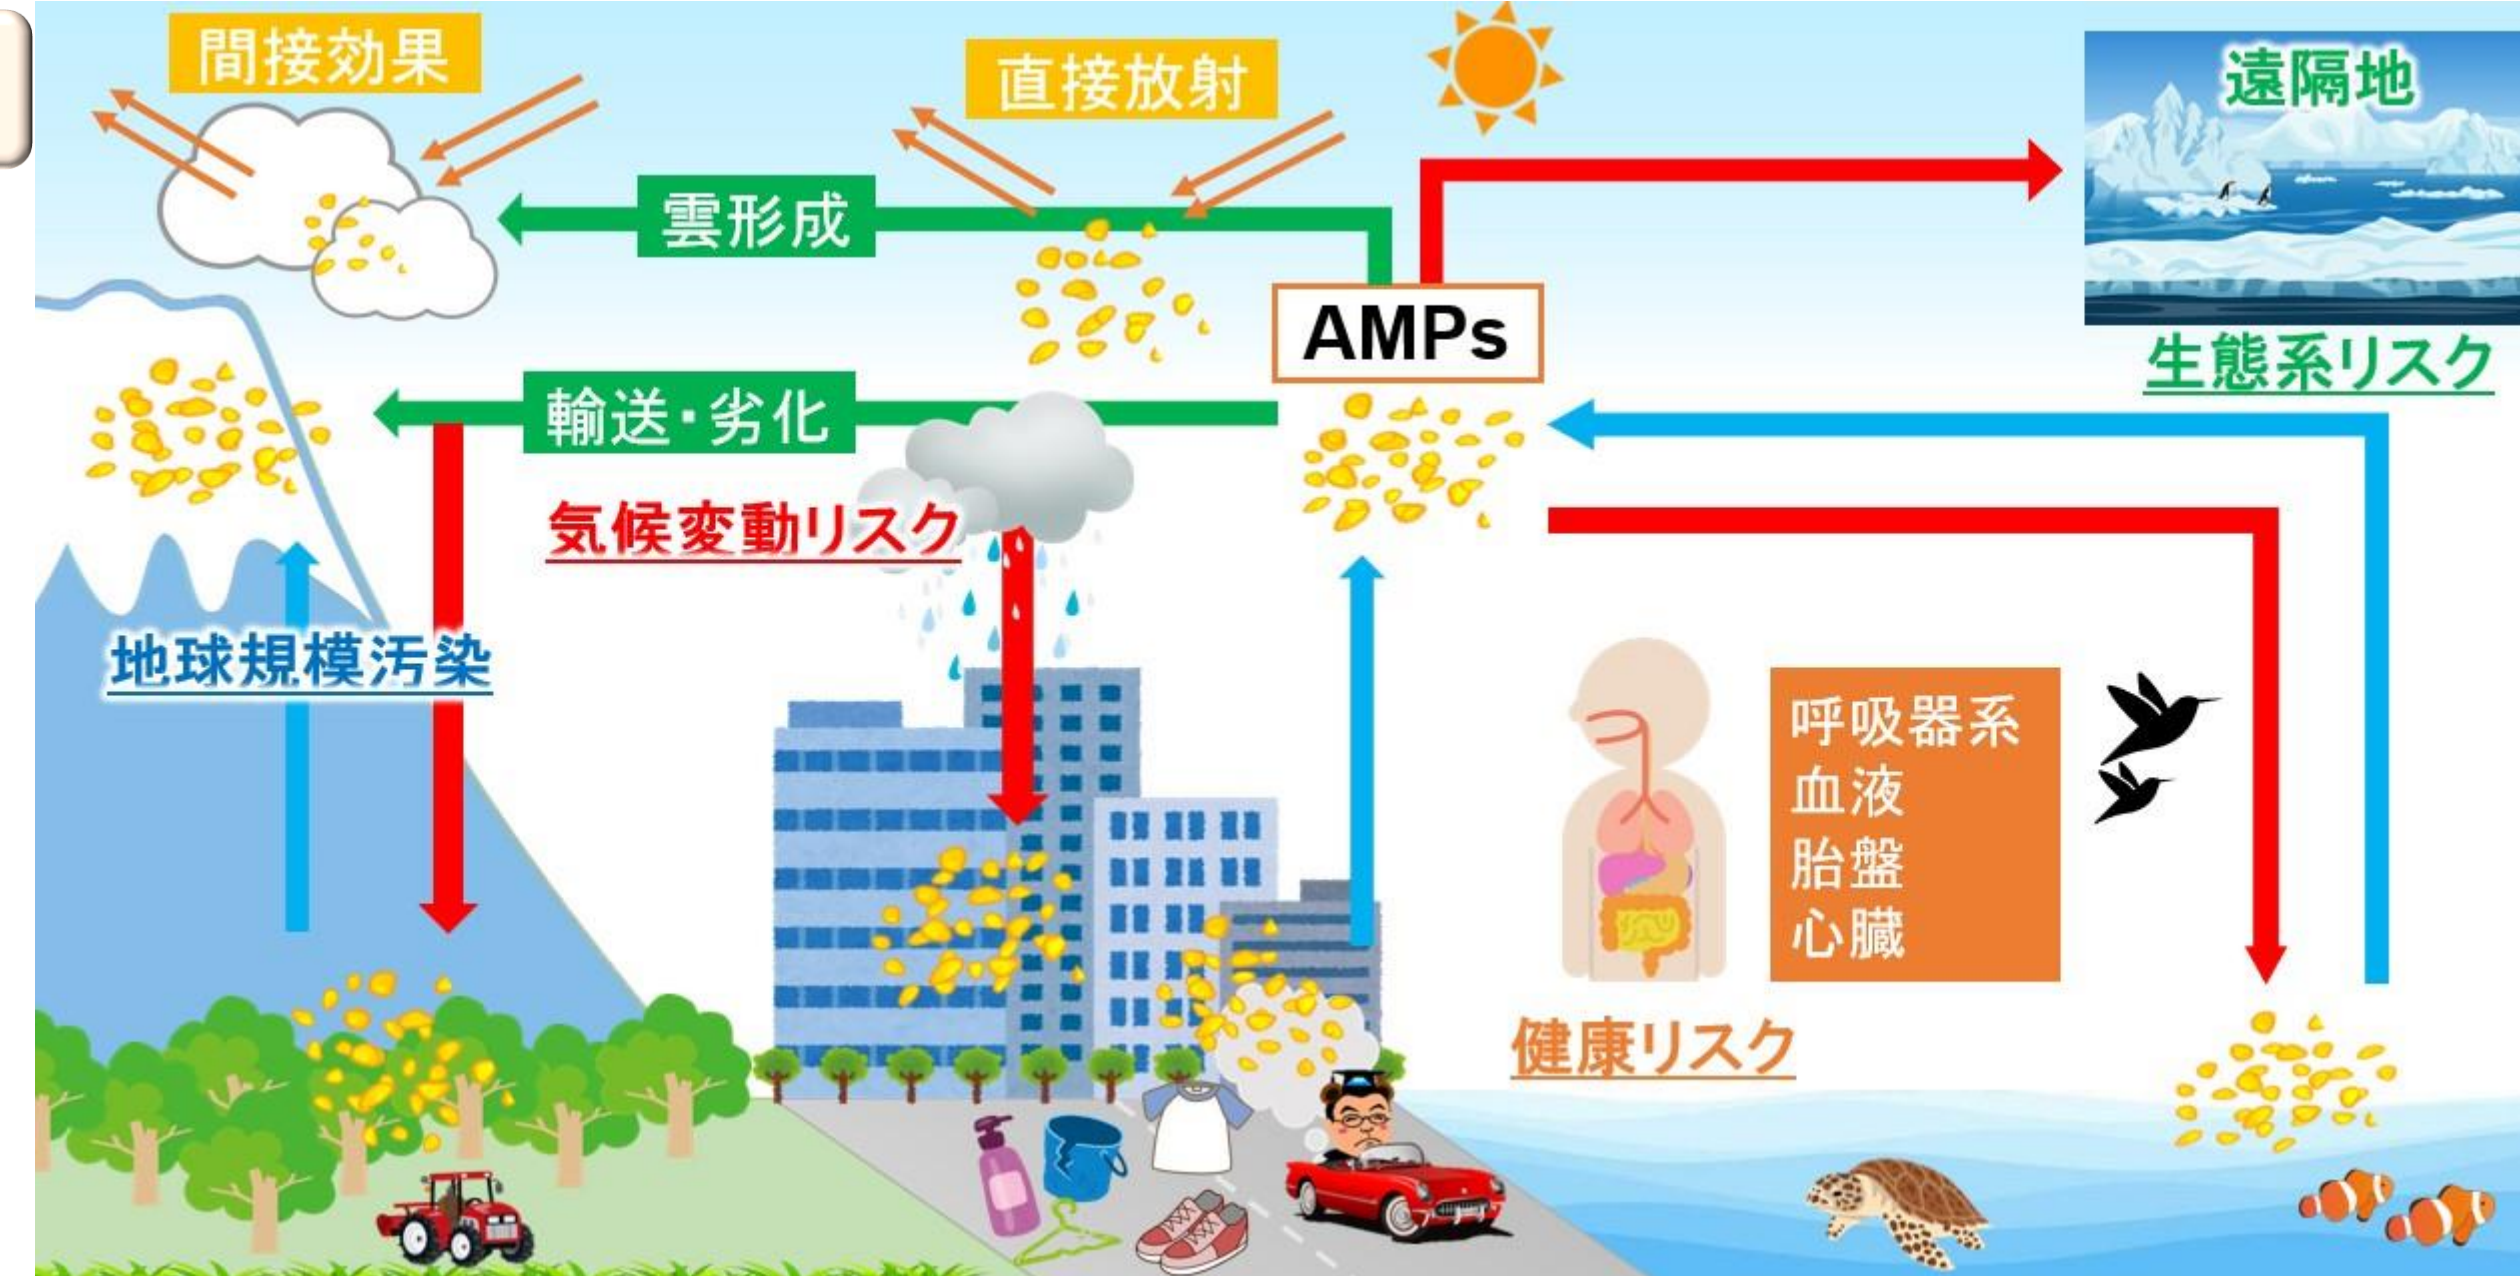 間接効果
直接放射
遠隔地
雲形成
AMPs
生態系リスク
輸送・劣化
気候変動リスク
地球規模汚染
呼吸器系
血液
胎盤
心臓
健康リスク